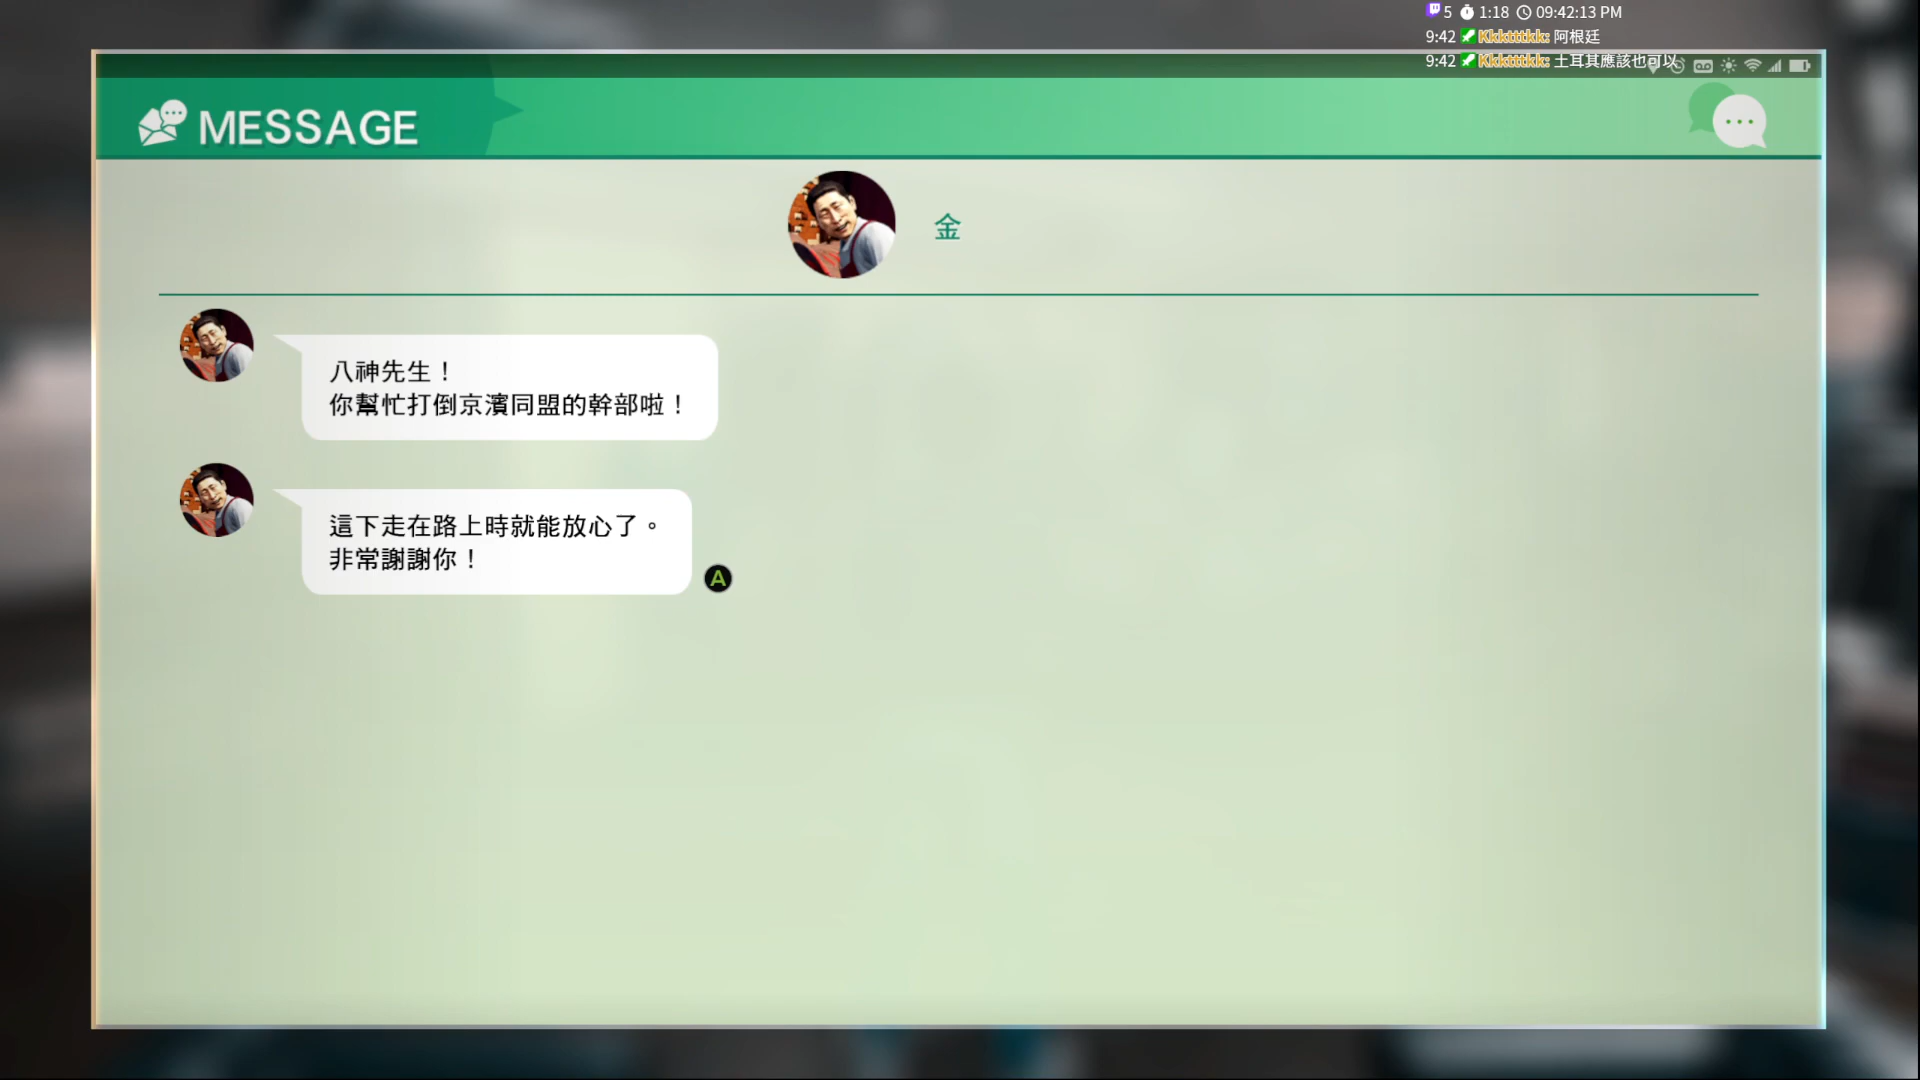 5 1:18 09:42:13 PM
9:42 Kkkttttkk: 阿根廷
9:42 Kkkttttkk: 土耳其應該也可以
MESSAGE
金
八神先生！
你幫忙打倒京濱同盟的幹部啦！
這下走在路上時就能放心了。
非常謝謝你！
A